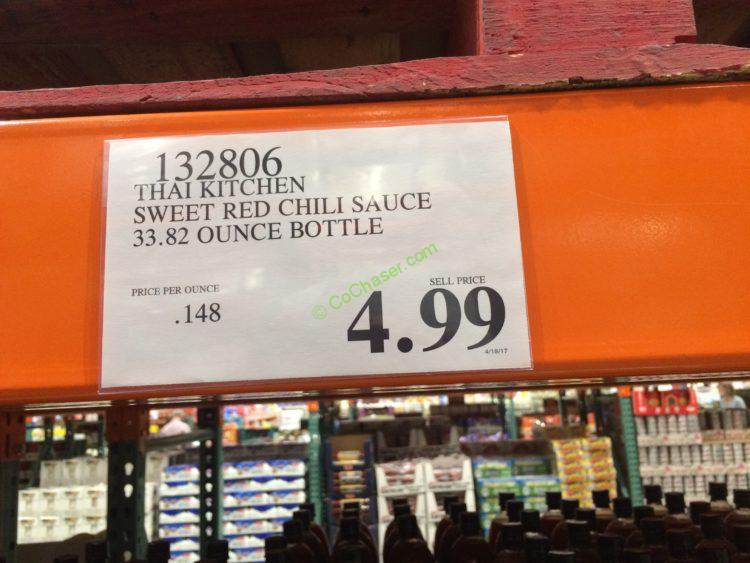 132806
THAI KITCHEN
SWEET RED CHILI SAUCE
33.82 OUNCE BOTTLE
© CoChaser.com
PRICE PER OUNCE
.148
SELL PRICE
4.99
4/18/17